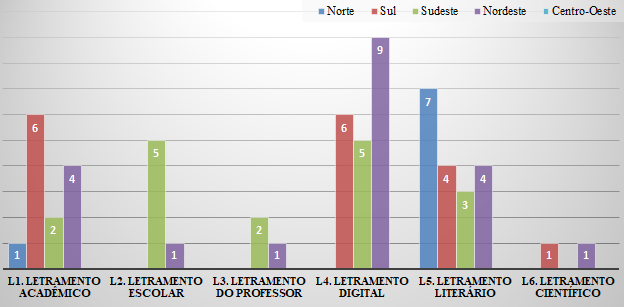 Norte Sul Sudeste Nordeste Centro-Oeste
9
7
6 6
5 5
4 4 4
3
2 2
1 1 1 1 1
L1. LETRAMENTO ACADÊMICO
L2. LETRAMENTO ESCOLAR
L3. LETRAMENTO DO PROFESSOR
L4. LETRAMENTO DIGITAL
L5. LETRAMENTO LITERÁRIO
L6. LETRAMENTO CIENTÍFICO